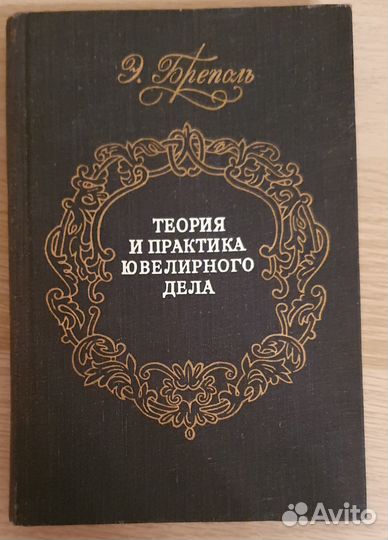 Э. Бреполь
ТЕОРИЯ
И ПРАКТИКА
ЮВЕЛИРНОГО
ДЕЛА
Avito